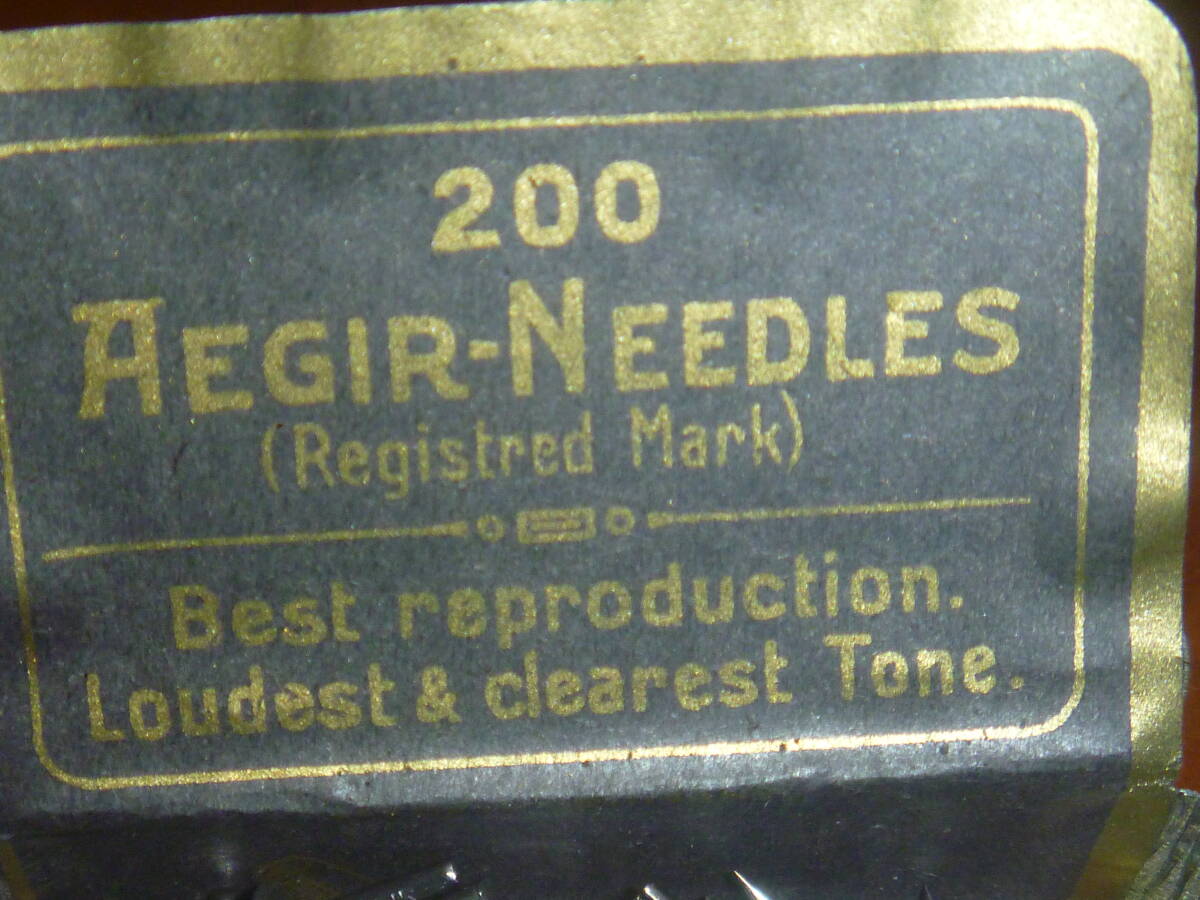 200
AEGIR-NEEDLES
(Registred Mark)
Best reproduction.
Loudest & clearest Tone.